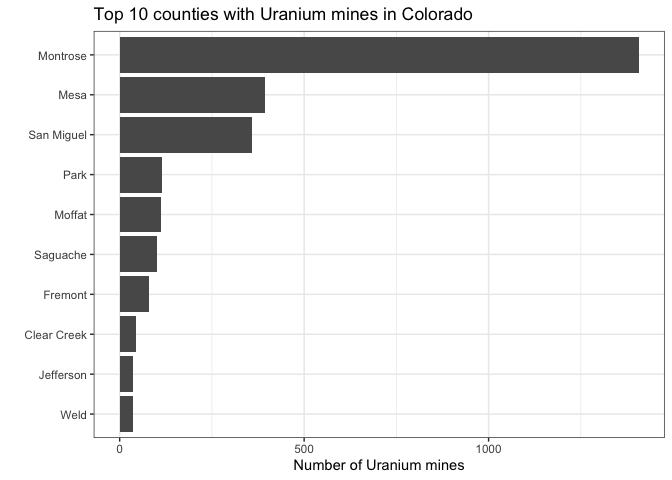 Top 10 counties with Uranium mines in Colorado
Montrose
Mesa
San Miguel
Park
Moffat
Saguache
Fremont
Clear Creek
Jefferson
Weld
0 500 1000
Number of Uranium mines